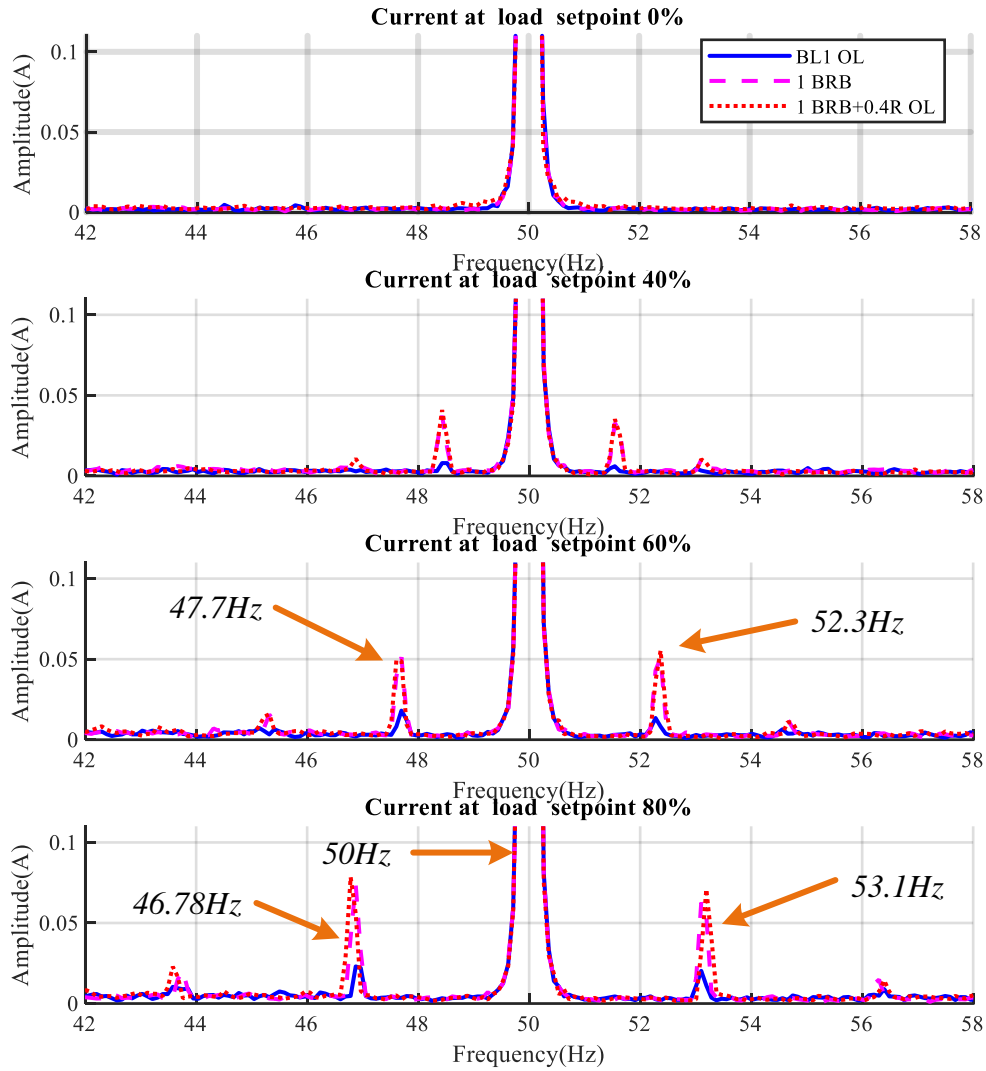 Current at load setpoint 0%
Amplitude(A)
0.1
0.05
0
BL1 OL
1 BRB
1 BRB+0.4R OL
42 44 46 48 50 52 54 56 58
Frequency(Hz)
Current at load setpoint 40%
Amplitude(A)
0.1
0.05
0
42 44 46 48 50 52 54 56 58
Frequency(Hz)
Current at load setpoint 60%
Amplitude(A)
0.1
0.05
0
47.7Hz
52.3Hz
42 44 46 48 50 52 54 56 58
Frequency(Hz)
Current at load setpoint 80%
Amplitude(A)
0.1
0.05
0
50Hz
46.78Hz
53.1Hz
42 44 46 48 50 52 54 56 58
Frequency(Hz)